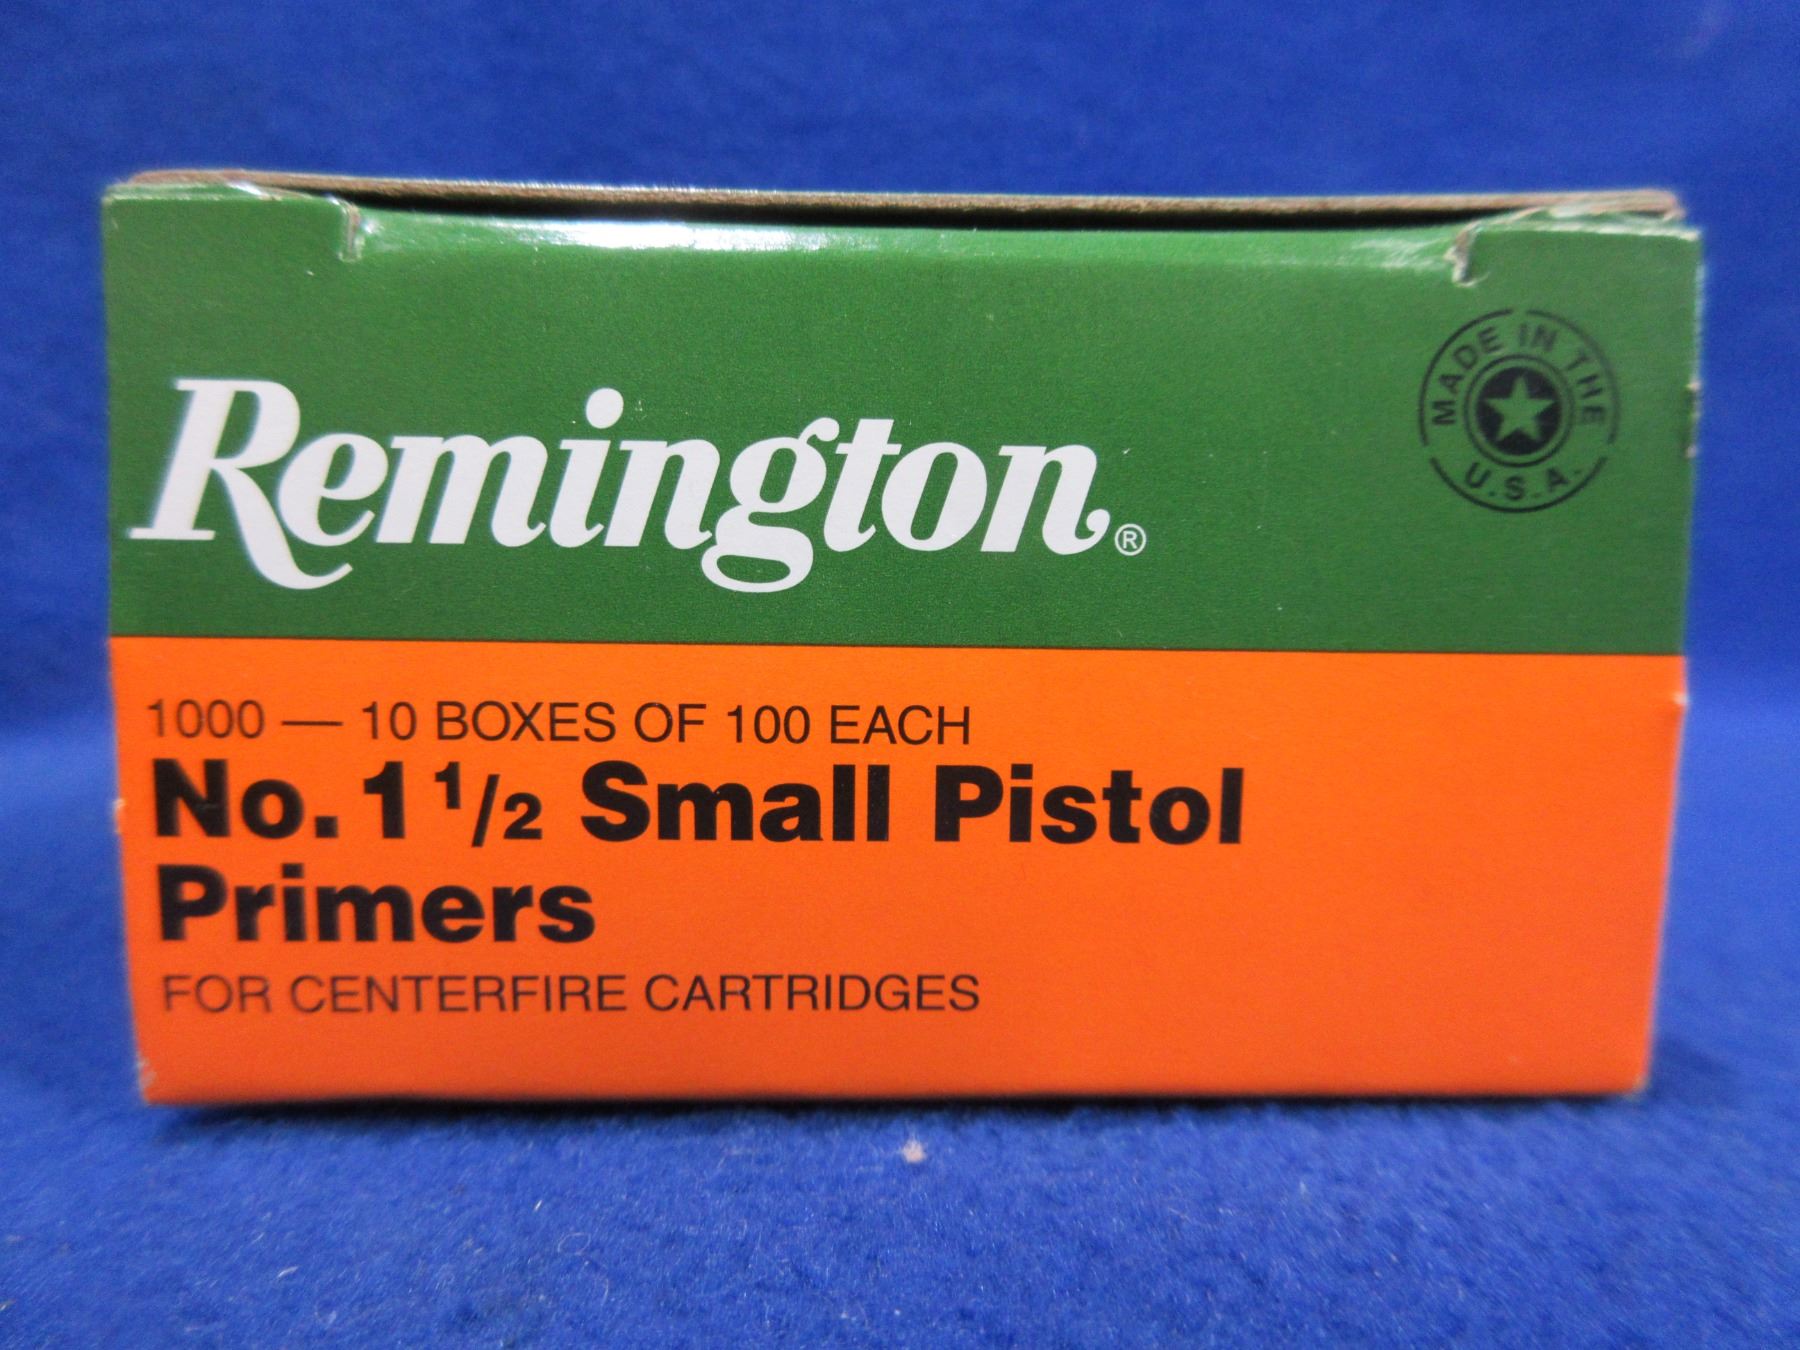 Remington®
MADE IN THE
U.S.A.
1000 — 10 BOXES OF 100 EACH
No. 1 1/2 Small Pistol
Primers
FOR CENTERFIRE CARTRIDGES